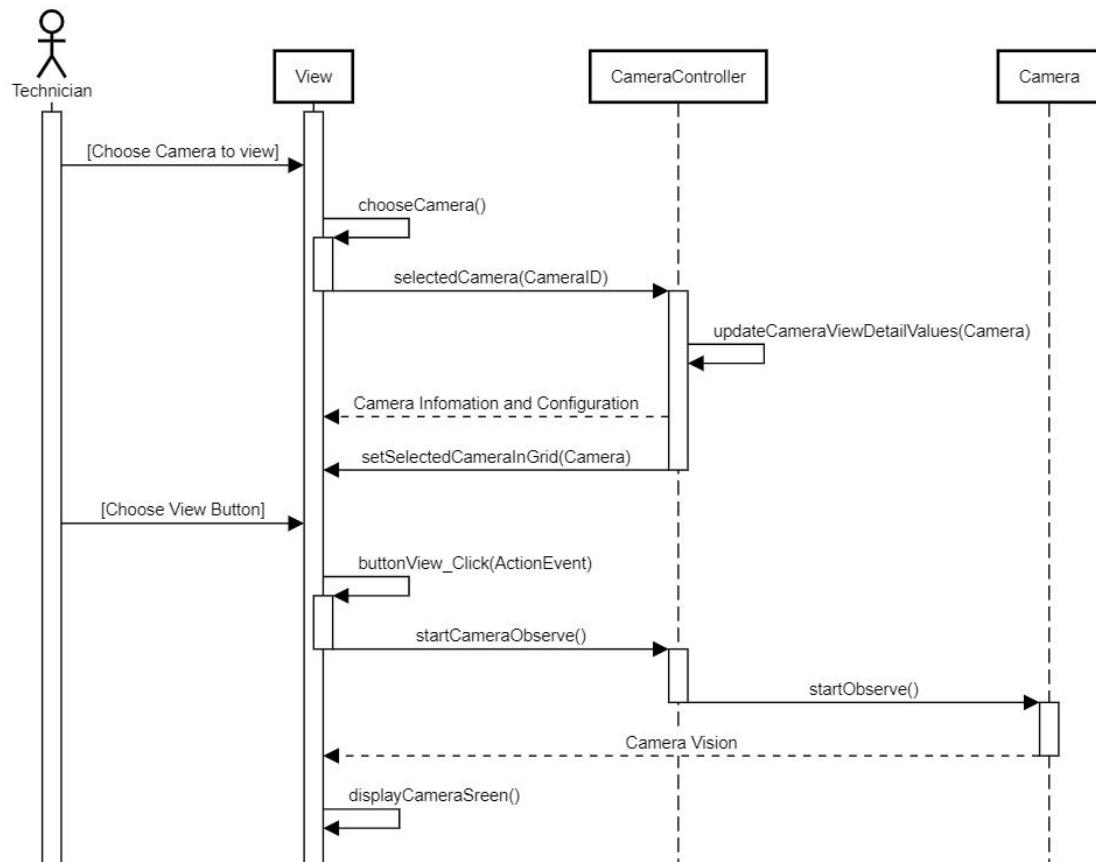 Technician
View
CameraController
Camera
[Choose Camera to view]
chooseCamera()
selectedCamera(CameraID)
updateCameraViewDetailValues(Camera)
Camera Infomation and Configuration
setSelectedCameraInGrid(Camera)
[Choose View Button]
buttonView_Click(ActionEvent)
startCameraObserve()
startObserve()
Camera Vision
displayCameraSreen()